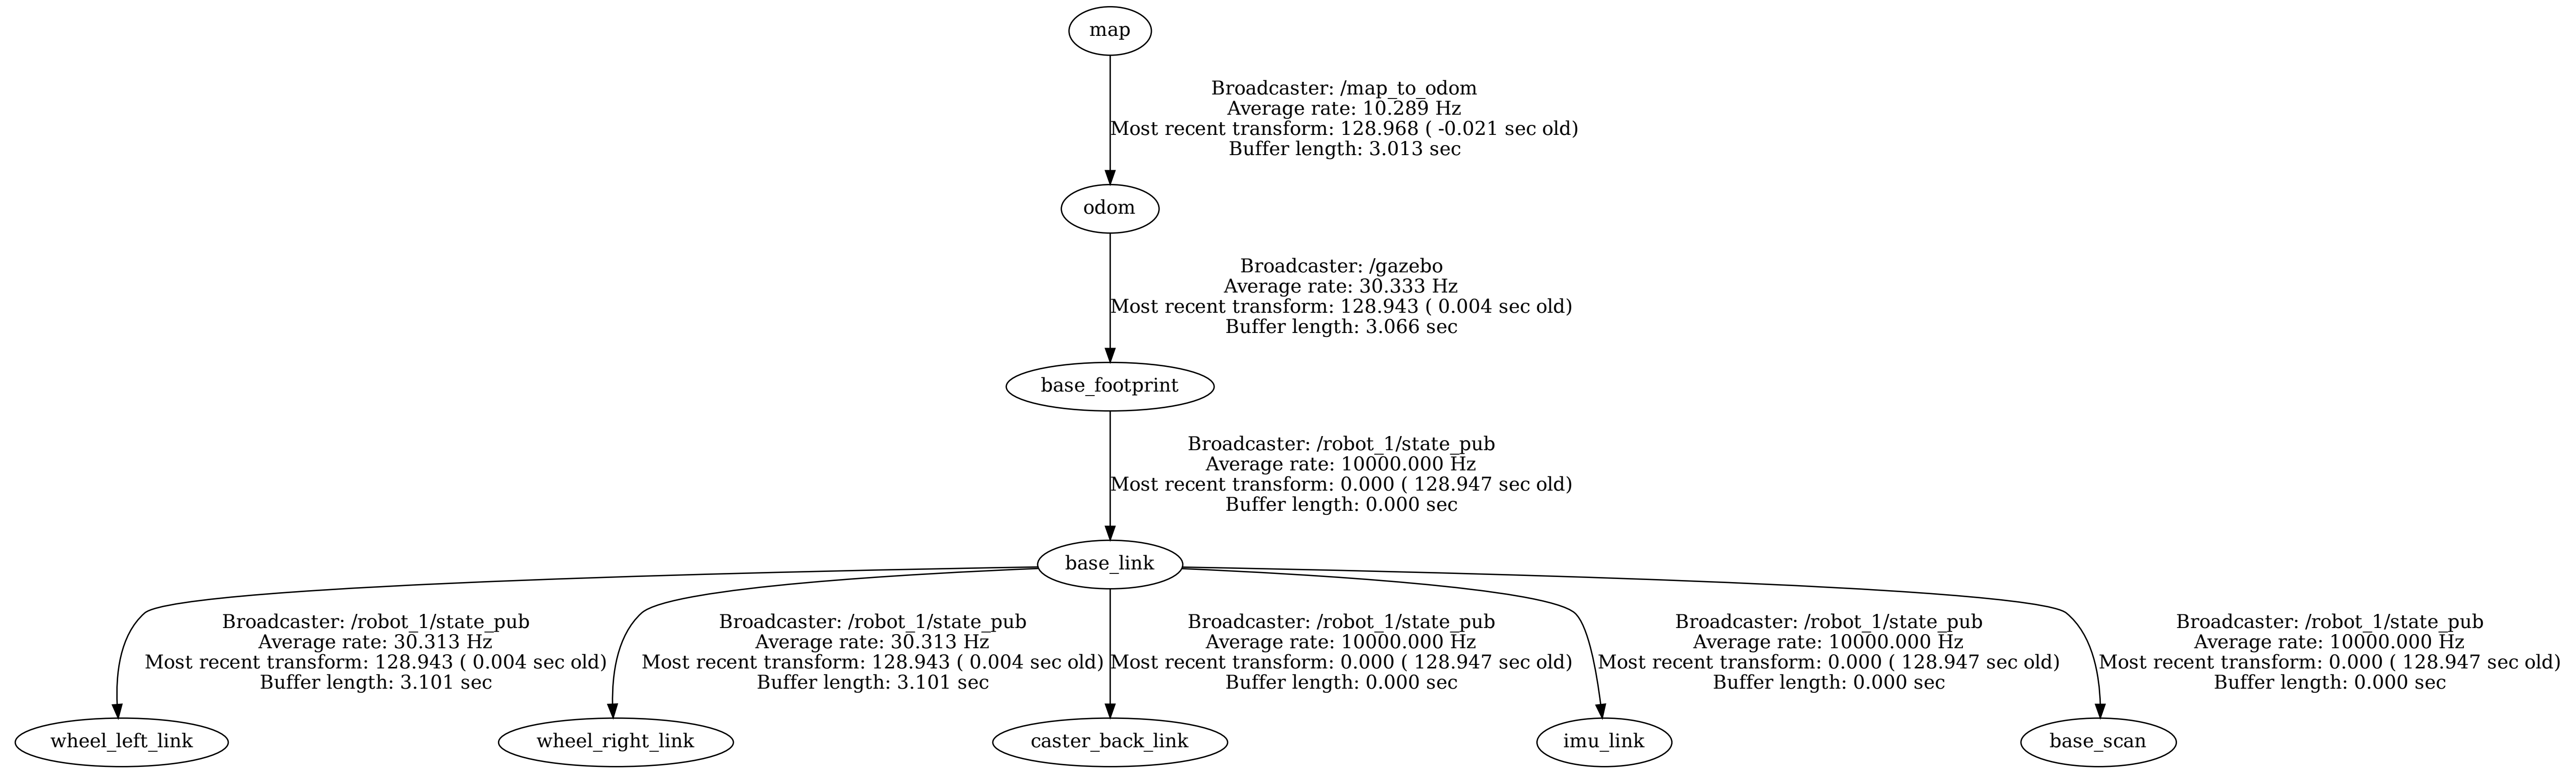 map
Broadcaster: /map_to_odom
Average rate: 10.289 Hz
Most recent transform: 128.968 ( -0.021 sec old)
Buffer length: 3.013 sec
odom
Broadcaster: /gazebo
Average rate: 30.333 Hz
Most recent transform: 128.943 ( 0.004 sec old)
Buffer length: 3.066 sec
base_footprint
Broadcaster: /robot_1/state_pub
Average rate: 10000.000 Hz
Most recent transform: 0.000 ( 128.947 sec old)
Buffer length: 0.000 sec
base_link
Broadcaster: /robot_1/state_pub
Average rate: 30.313 Hz
Most recent transform: 128.943 ( 0.004 sec old)
Buffer length: 3.101 sec
Broadcaster: /robot_1/state_pub
Average rate: 30.313 Hz
Most recent transform: 128.943 ( 0.004 sec old)
Buffer length: 3.101 sec
Broadcaster: /robot_1/state_pub
Average rate: 10000.000 Hz
Most recent transform: 0.000 ( 128.947 sec old)
Buffer length: 0.000 sec
Broadcaster: /robot_1/state_pub
Average rate: 10000.000 Hz
Most recent transform: 0.000 ( 128.947 sec old)
Buffer length: 0.000 sec
Broadcaster: /robot_1/state_pub
Average rate: 10000.000 Hz
Most recent transform: 0.000 ( 128.947 sec old)
Buffer length: 0.000 sec
wheel_left_link
wheel_right_link
caster_back_link
imu_link
base_scan